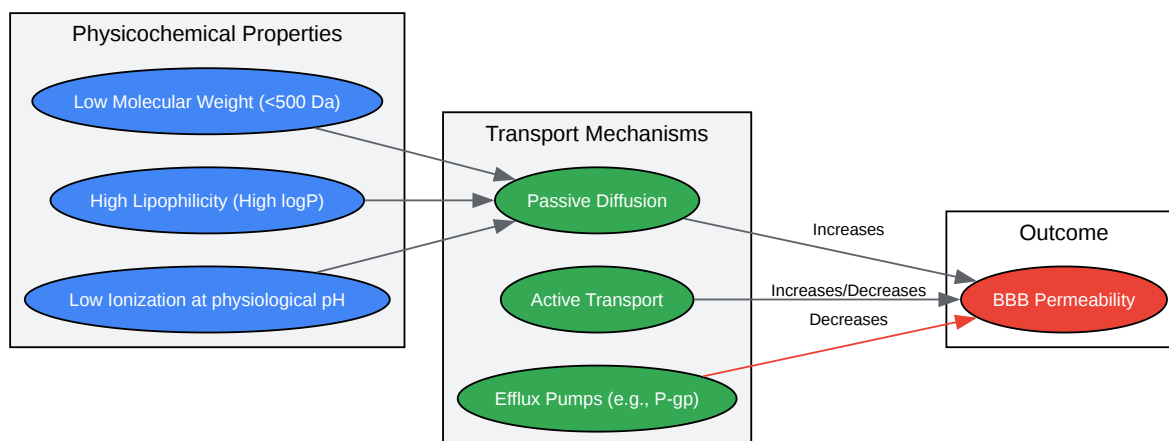 Physicochemical Properties
Low Molecular Weight (<500 Da)
High Lipophilicity (High logP)
Low Ionization at physiological pH
Transport Mechanisms
Passive Diffusion
Active Transport
Efflux Pumps (e.g., P-gp)
Increases
Increases/Decreases
Decreases
Outcome
BBB Permeability